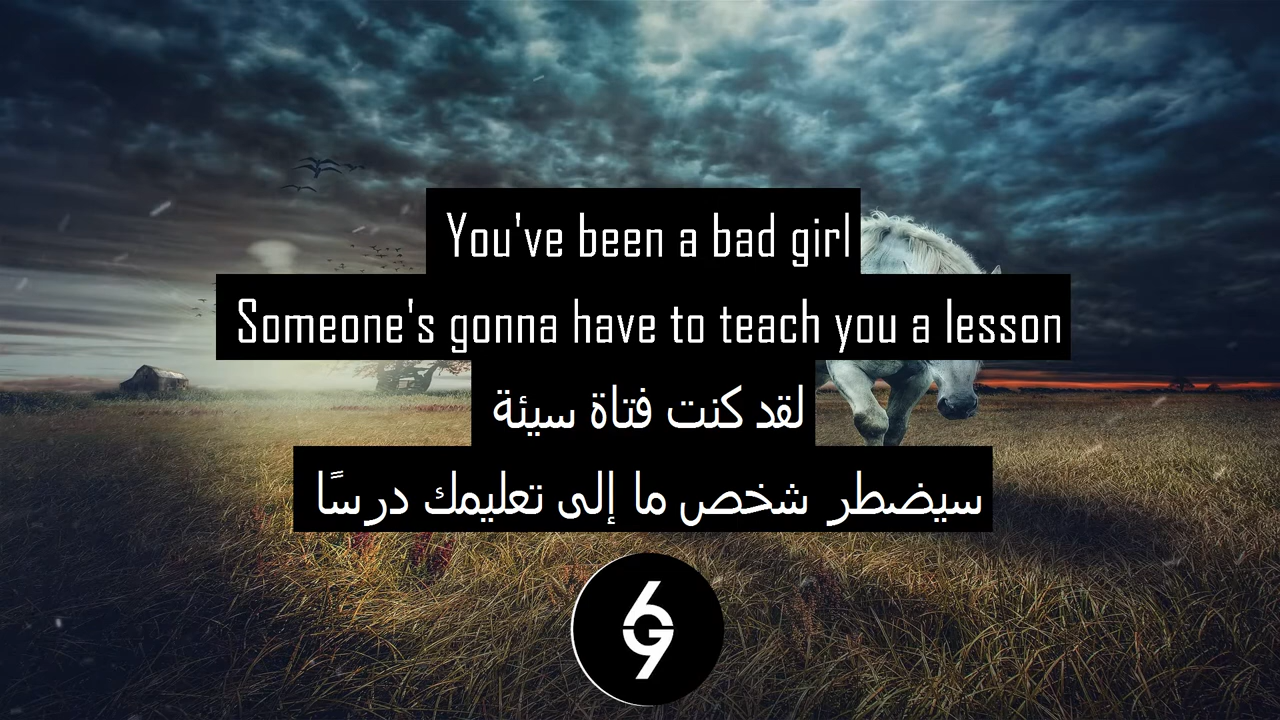 You've been a bad girl
Someone's gonna have to teach you a lesson
لقد كنت فتاة سيئة
سيضطر شخص ما إلى تعليمك درسًا
69